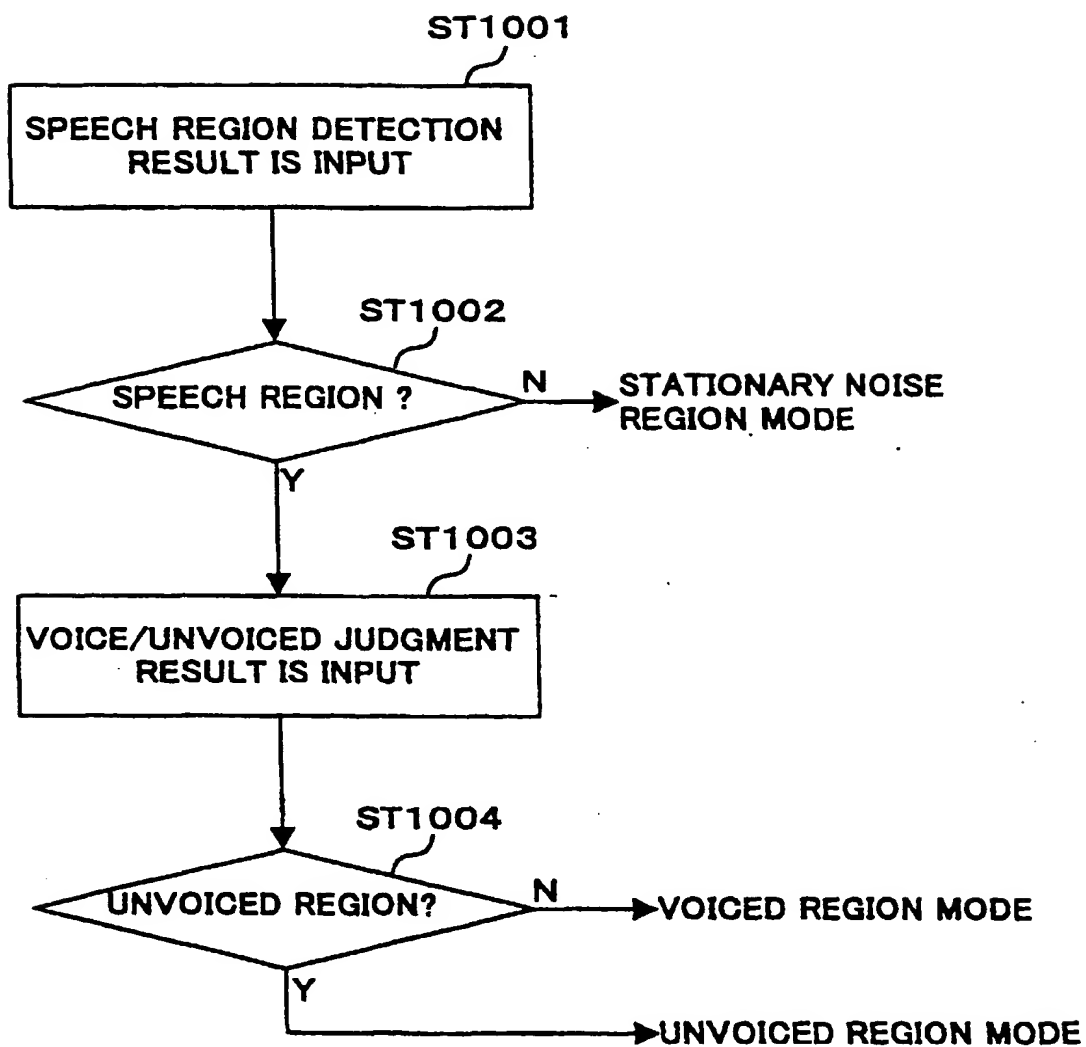 ST1001
SPEECH REGION DETECTION
RESULT IS INPUT
ST1002
SPEECH REGION ?
N
STATIONARY NOISE
REGION MODE
Y
ST1003
VOICE/UNVOICED JUDGMENT
RESULT IS INPUT
ST1004
UNVOICED REGION?
N
VOICED REGION MODE
Y
UNVOICED REGION MODE